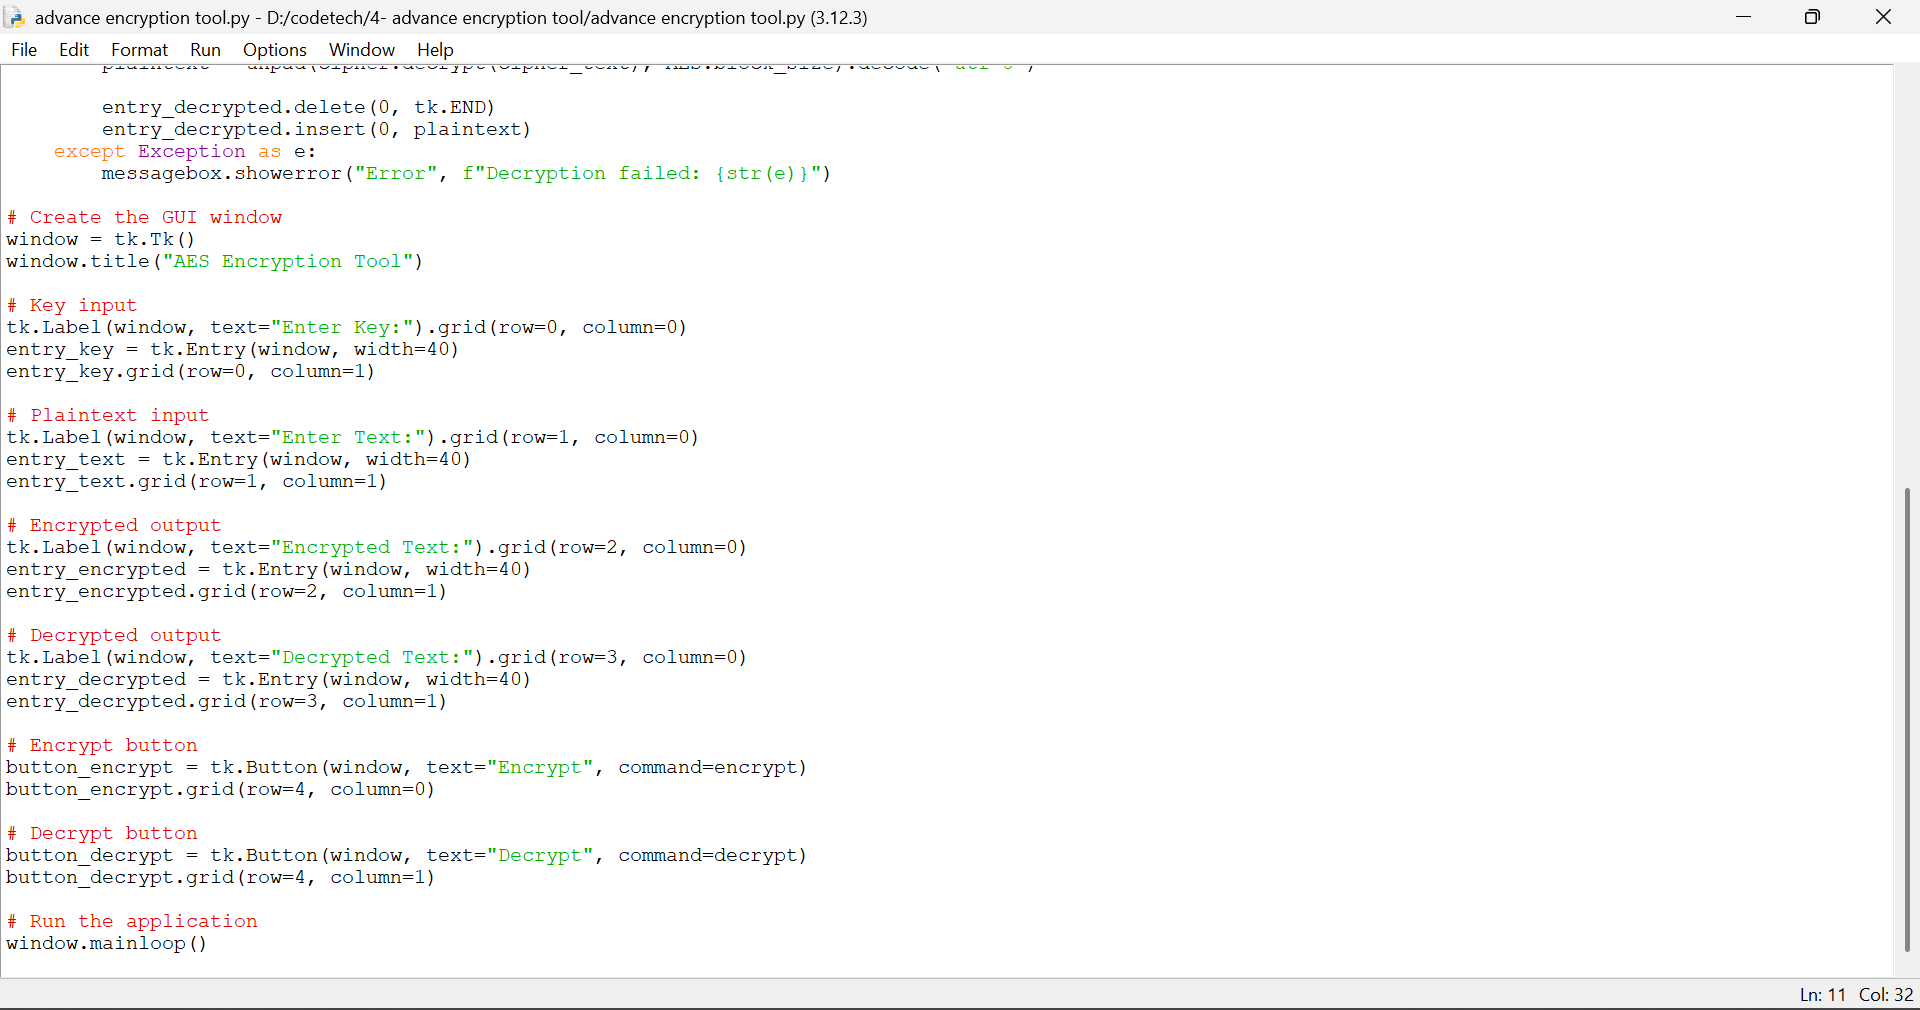 advance encryption tool.py - D:/codetech/4- advance encryption tool/advance encryption tool.py (3.12.3)
File Edit Format Run Options Window Help
        plaintext = unpad(cipher.decrypt(cipher_text), AES.block_size).decode('utf-8')
        entry_decrypted.delete(0, tk.END)
        entry_decrypted.insert(0, plaintext)
    except Exception as e:
        messagebox.showerror("Error", f"Decryption failed: {str(e)}")
# Create the GUI window
window = tk.Tk()
window.title("AES Encryption Tool")
# Key input
tk.Label(window, text="Enter Key:").grid(row=0, column=0)
entry_key = tk.Entry(window, width=40)
entry_key.grid(row=0, column=1)
# Plaintext input
tk.Label(window, text="Enter Text:").grid(row=1, column=0)
entry_text = tk.Entry(window, width=40)
entry_text.grid(row=1, column=1)
# Encrypted output
tk.Label(window, text="Encrypted Text:").grid(row=2, column=0)
entry_encrypted = tk.Entry(window, width=40)
entry_encrypted.grid(row=2, column=1)
# Decrypted output
tk.Label(window, text="Decrypted Text:").grid(row=3, column=0)
entry_decrypted = tk.Entry(window, width=40)
entry_decrypted.grid(row=3, column=1)
# Encrypt button
button_encrypt = tk.Button(window, text="Encrypt", command=encrypt)
button_encrypt.grid(row=4, column=0)
# Decrypt button
button_decrypt = tk.Button(window, text="Decrypt", command=decrypt)
button_decrypt.grid(row=4, column=1)
# Run the application
window.mainloop()
Ln: 11 Col: 32